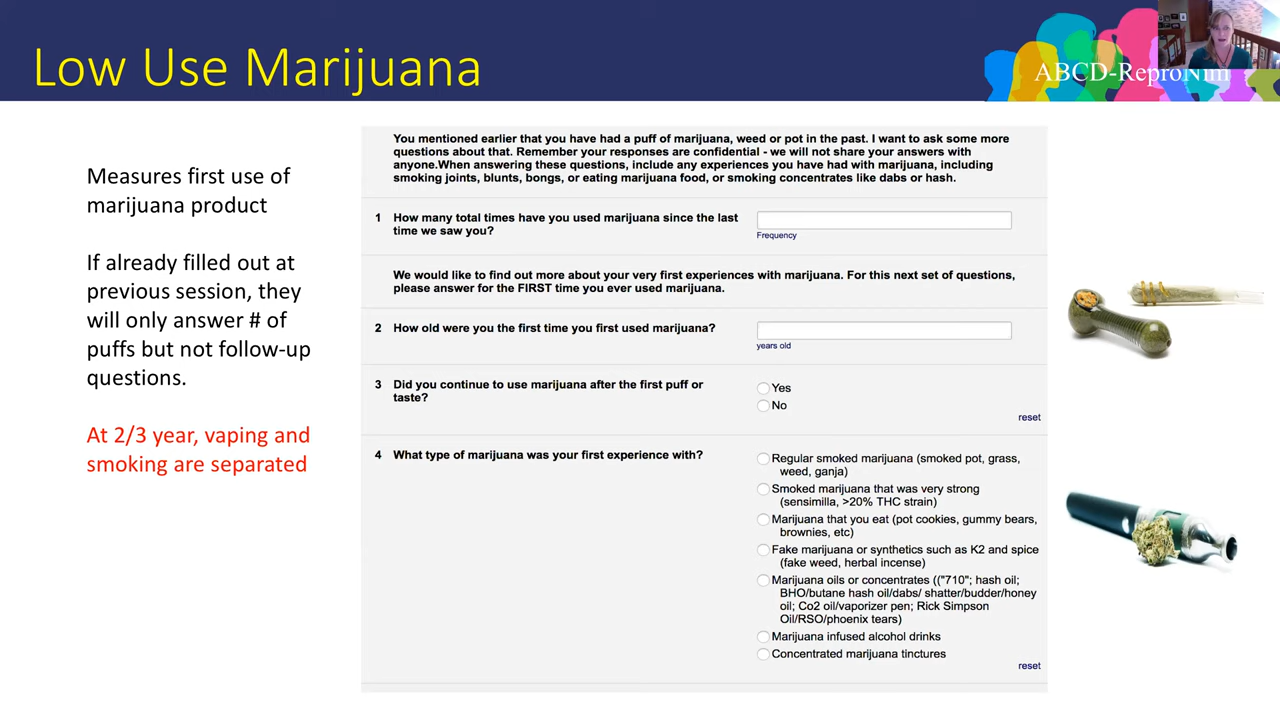 Low Use Marijuana
ABCD-ReproNim
Measures first use of
marijuana product
If already filled out at
previous session, they
will only answer # of
puffs but not follow-up
questions.
At 2/3 year, vaping and
smoking are separated
You mentioned earlier that you have had a puff of marijuana, weed or pot in the past. I want to ask some more
questions about that. Remember your responses are confidential - we will not share your answers with
anyone.When answering these questions, include any experiences you have had with marijuana, including
smoking joints, blunts, bongs, or eating marijuana food, or smoking concentrates like dabs or hash.
1 How many total times have you used marijuana since the last
time we saw you?
Frequency
We would like to find out more about your very first experiences with marijuana. For this next set of questions,
please answer for the FIRST time you ever used marijuana.
2 How old were you the first time you first used marijuana?
years old
3 Did you continue to use marijuana after the first puff or
taste?
Yes
No
reset
4 What type of marijuana was your first experience with?
Regular smoked marijuana (smoked pot, grass,
weed, ganja)
Smoked marijuana that was very strong
(sensimilla, >20% THC strain)
Marijuana that you eat (pot cookies, gummy bears,
brownies, etc)
Fake marijuana or synthetics such as K2 and spice
(fake weed, herbal incense)
Marijuana oils or concentrates (("710"; hash oil;
BHO/butane hash oil/dabs/ shatter/budder/honey
oil; Co2 oil/vaporizer pen; Rick Simpson
Oil/RSO/phoenix tears)
Marijuana infused alcohol drinks
Concentrated marijuana tinctures
reset